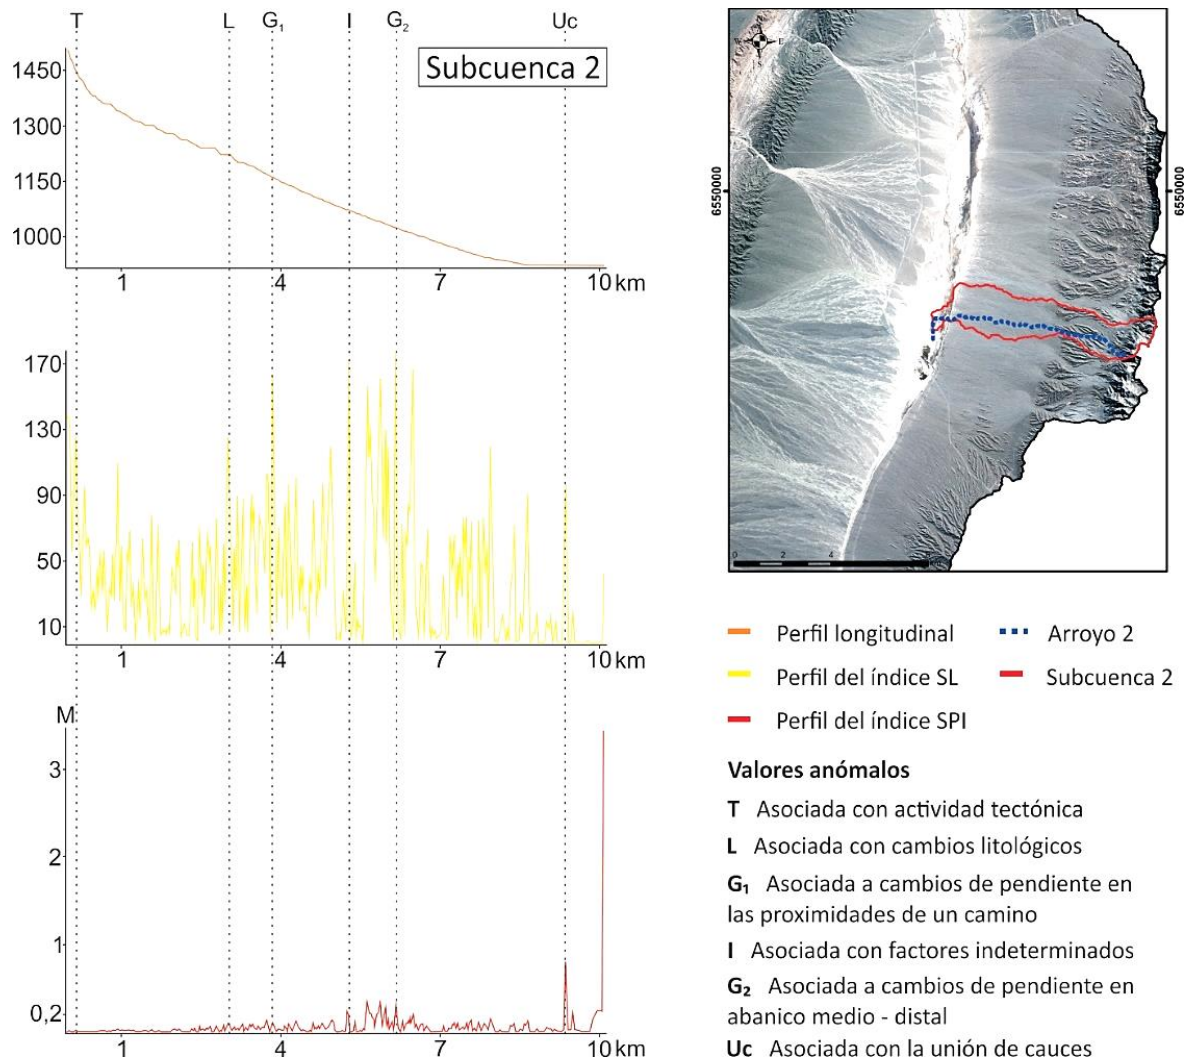 T L G₁ I G₂ Uc
Subcuenca 2
1450
1300
1150
1000
1 4 7 10 km
170
130
90
50
10
1 4 7 10 km
M
3
2
1
0,2
1 4 7 10 km
W E
6550000 6550000
0 2 4
Perfil longitudinal Arroyo 2
Perfil del índice SL Subcuenca 2
Perfil del índice SPI
Valores anómalos
T Asociada con actividad tectónica
L Asociada con cambios litológicos
G₁ Asociada a cambios de pendiente en
las proximidades de un camino
I Asociada con factores indeterminados
G₂ Asociada a cambios de pendiente en
abanico medio - distal
Uc Asociada con la unión de cauces